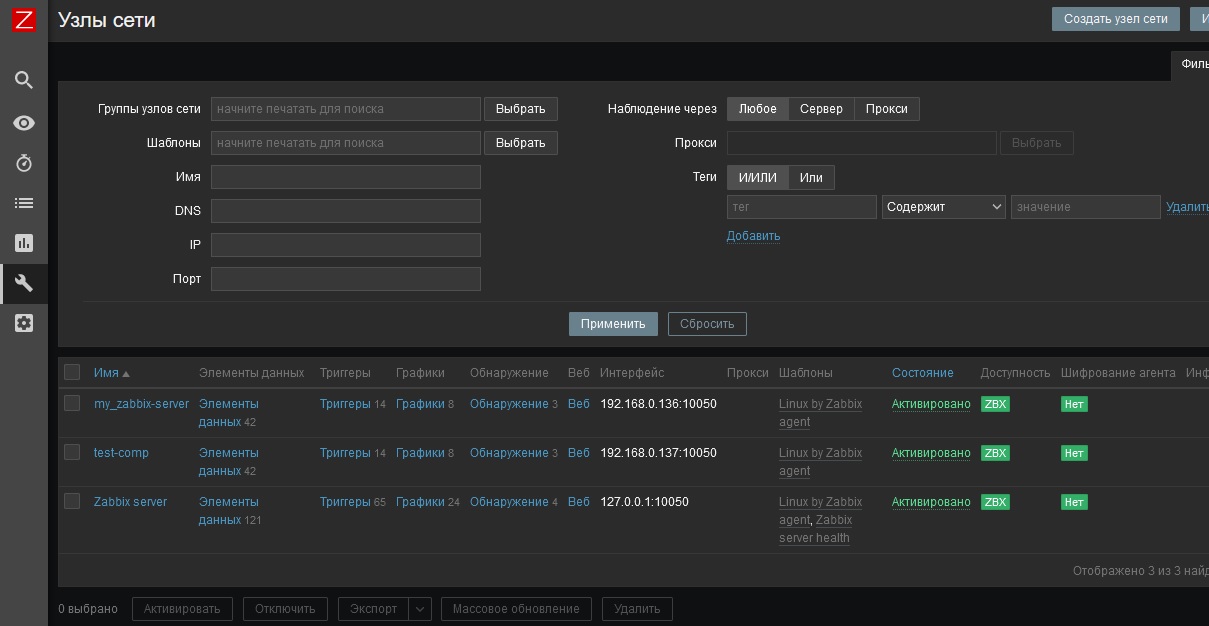 Z
Узлы сети
Создать узел сети
И
Филь
Группы узлов сети начните печатать для поиска Выбрать
Шаблоны начните печатать для поиска Выбрать
Имя
DNS
IP
Порт
Наблюдение через Любое Сервер Прокси
Прокси Выбрать
Теги И/ИЛИ Или
тег Содержит значение Удалить
Добавить
Применить Сбросить
Имя Элементы данных Триггеры Графики Обнаружение Веб Интерфейс Прокси Шаблоны Состояние Доступность Шифрование агента Инф
my_zabbix-server Элементы Триггеры 14 Графики 8 Обнаружение 3 Веб 192.168.0.136:10050 Linux by Zabbix Активировано ZBX Нет
данных 42 agent
test-comp Элементы Триггеры 14 Графики 8 Обнаружение 3 Веб 192.168.0.137:10050 Linux by Zabbix Активировано ZBX Нет
данных 42 agent
Zabbix server Элементы Триггеры 65 Графики 24 Обнаружение 4 Веб 127.0.0.1:10050 Linux by Zabbix Активировано ZBX Нет
данных 121 agent, Zabbix
server health
Отображено 3 из 3 найд
0 выбрано Активировать Отключить Экспорт Массовое обновление Удалить